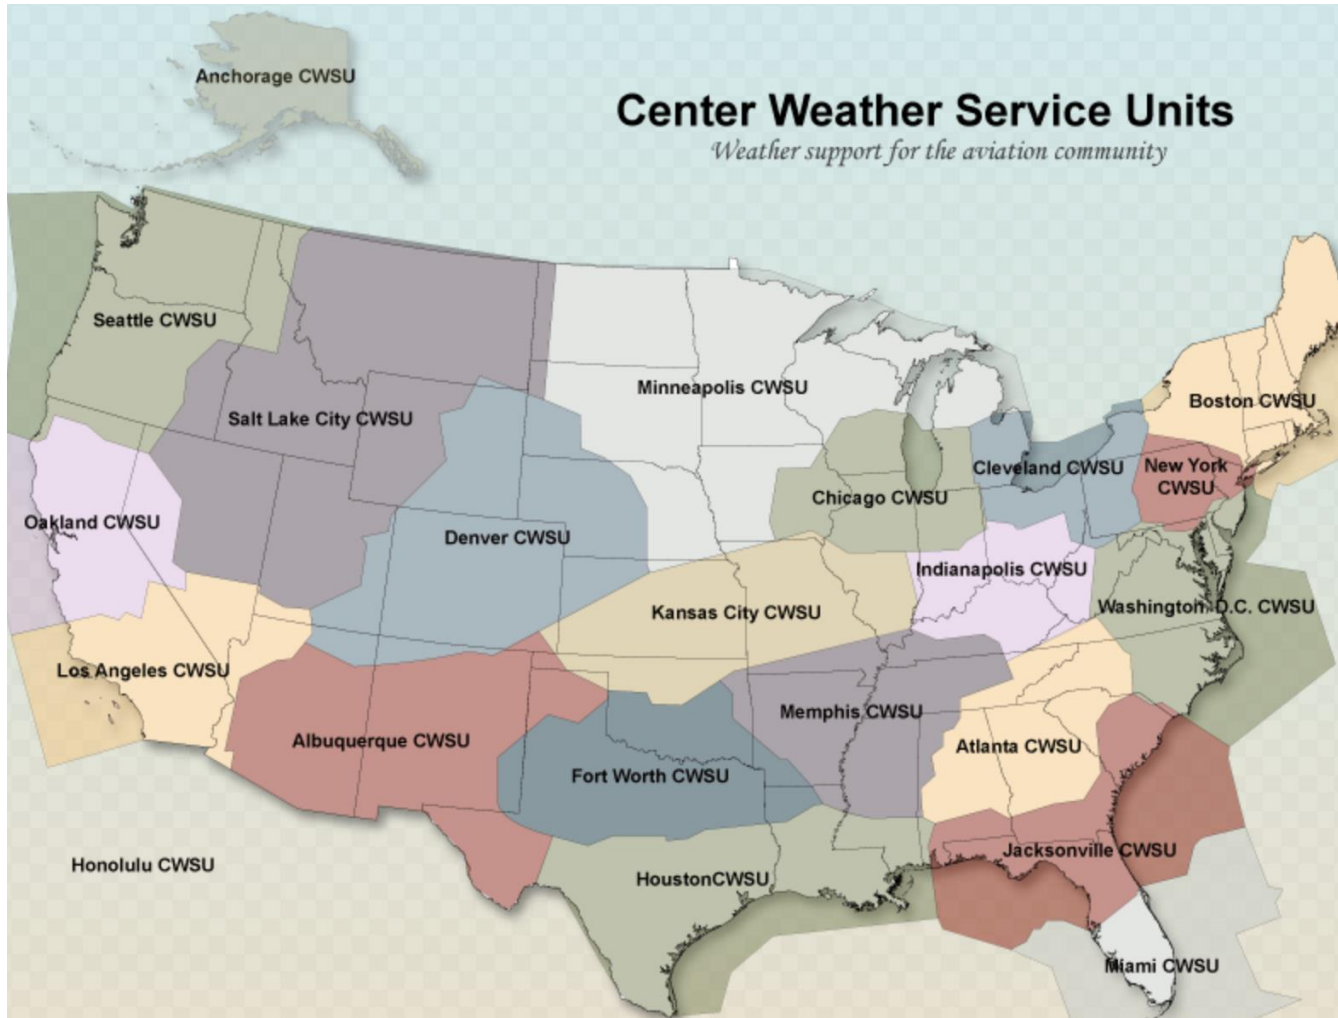 Anchorage CWSU
Center Weather Service Units
Weather support for the aviation community
Seattle CWSU
Salt Lake City CWSU
Minneapolis CWSU
Boston CWSU
Chicago CWSU
Cleveland CWSU
New York
CWSU
Oakland CWSU
Denver CWSU
Indianapolis CWSU
Kansas City CWSU
Washington. D.C. CWSU
Los Angeles CWSU
Memphis CWSU
Albuquerque CWSU
Atlanta CWSU
Fort Worth CWSU
Jacksonville CWSU
Honolulu CWSU
HoustonCWSU
Miami CWSU